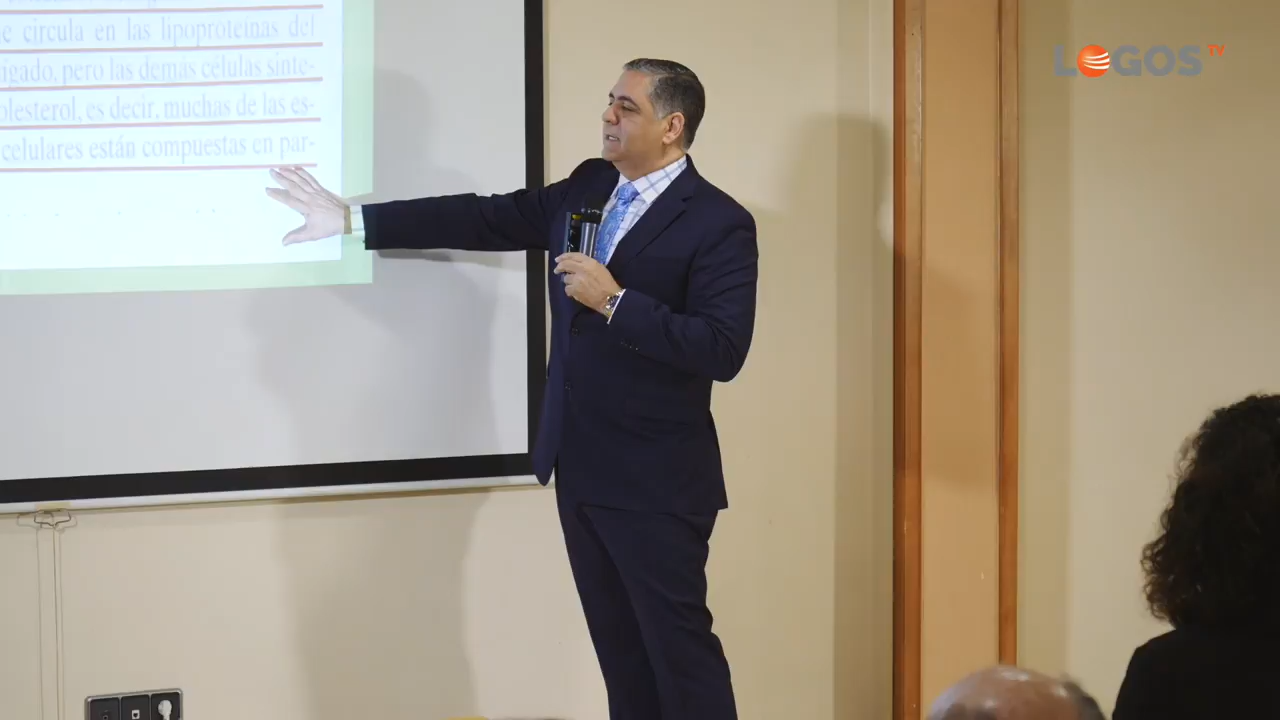 e circula en las lipoproteínas del
ígado, pero las demás células sinte-
olesterol, es decir, muchas de las es-
celulares están compuestas en par-
LOGOS TV